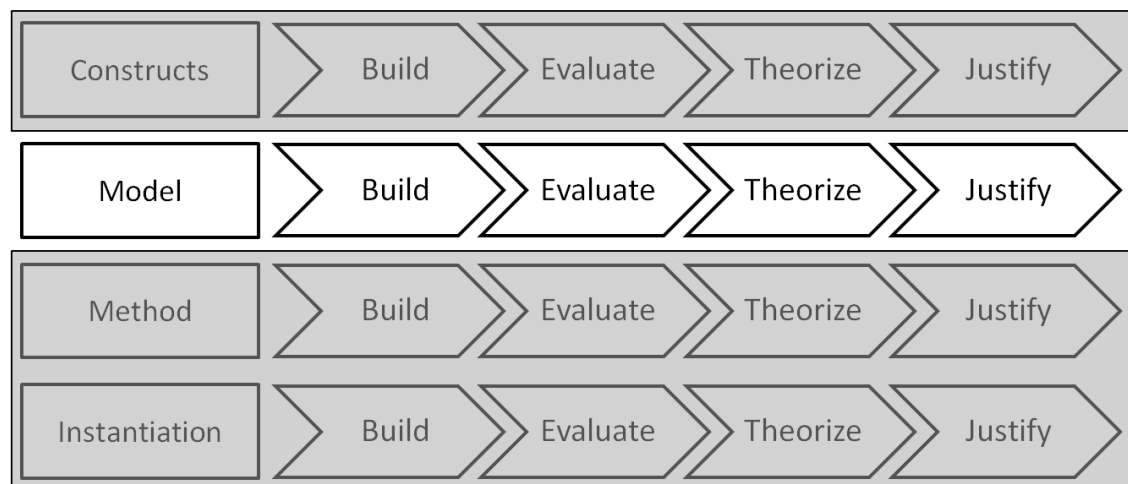 Constructs Build Evaluate Theorize Justify
Model Build Evaluate Theorize Justify
Method Build Evaluate Theorize Justify
Instantiation Build Evaluate Theorize Justify